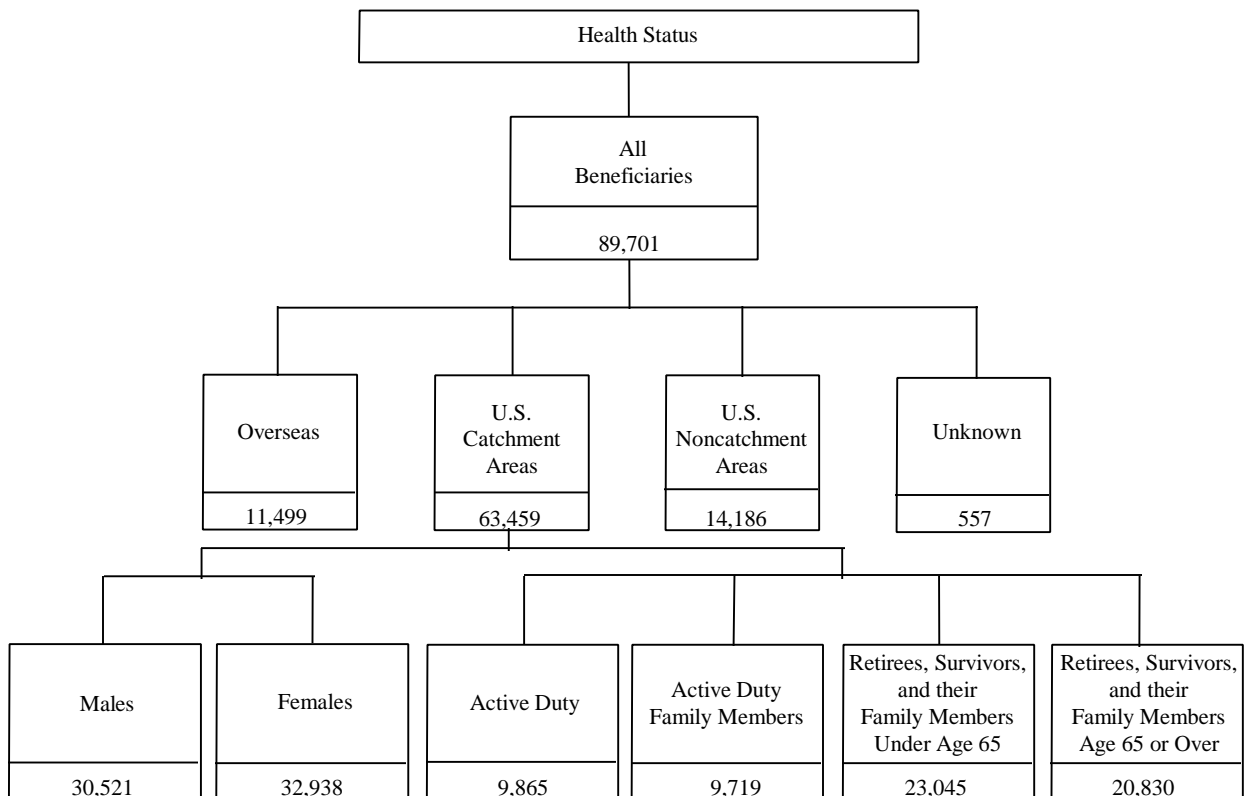 Health Status
All
Beneficiaries
89,701
Overseas
11,499
U.S.
Catchment
Areas
63,459
U.S.
Noncatchment
Areas
14,186
Unknown
557
Males
30,521
Females
32,938
Active Duty
9,865
Active Duty
Family Members
9,719
Retirees, Survivors,
and their
Family Members
Under Age 65
23,045
Retirees, Survivors,
and their
Family Members
Age 65 or Over
20,830